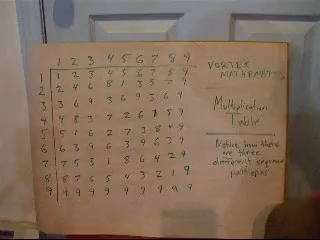 1 2 3 4 5 6 7 8 9
1 1 2 3 4 5 6 7 8 9
2 2 4 6 8 1 3 5 7 9
3 3 6 9 3 6 9 3 6 9
4 4 8 3 7 2 6 1 5 9
5 5 1 6 2 7 3 8 4 9
6 6 3 9 6 3 9 6 3 9
7 7 5 3 1 8 6 4 2 9
8 8 7 6 5 4 3 2 1 9
9 9 9 9 9 9 9 9 9 9
VORTEX
MATHEMATICS
Multiplication
Table
Notice how there
are three
different sequence
patterns